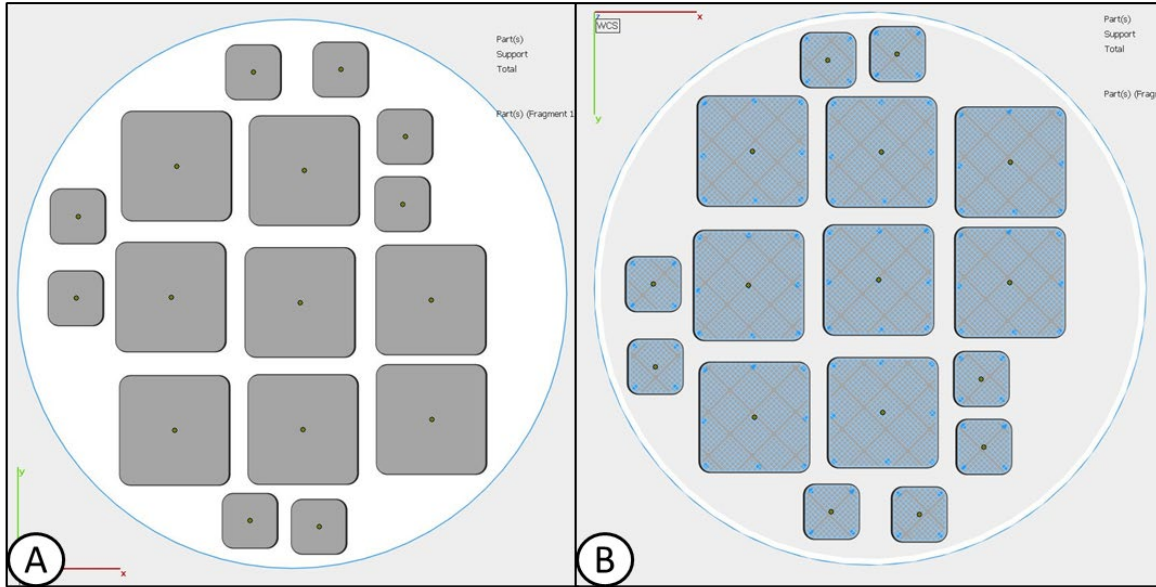 Part(s)
Support
Total
Part(s) (Fragment 1
y
x
A
z
x
WCS
y
Part(s)
Support
Total
Part(s) (Frag
B